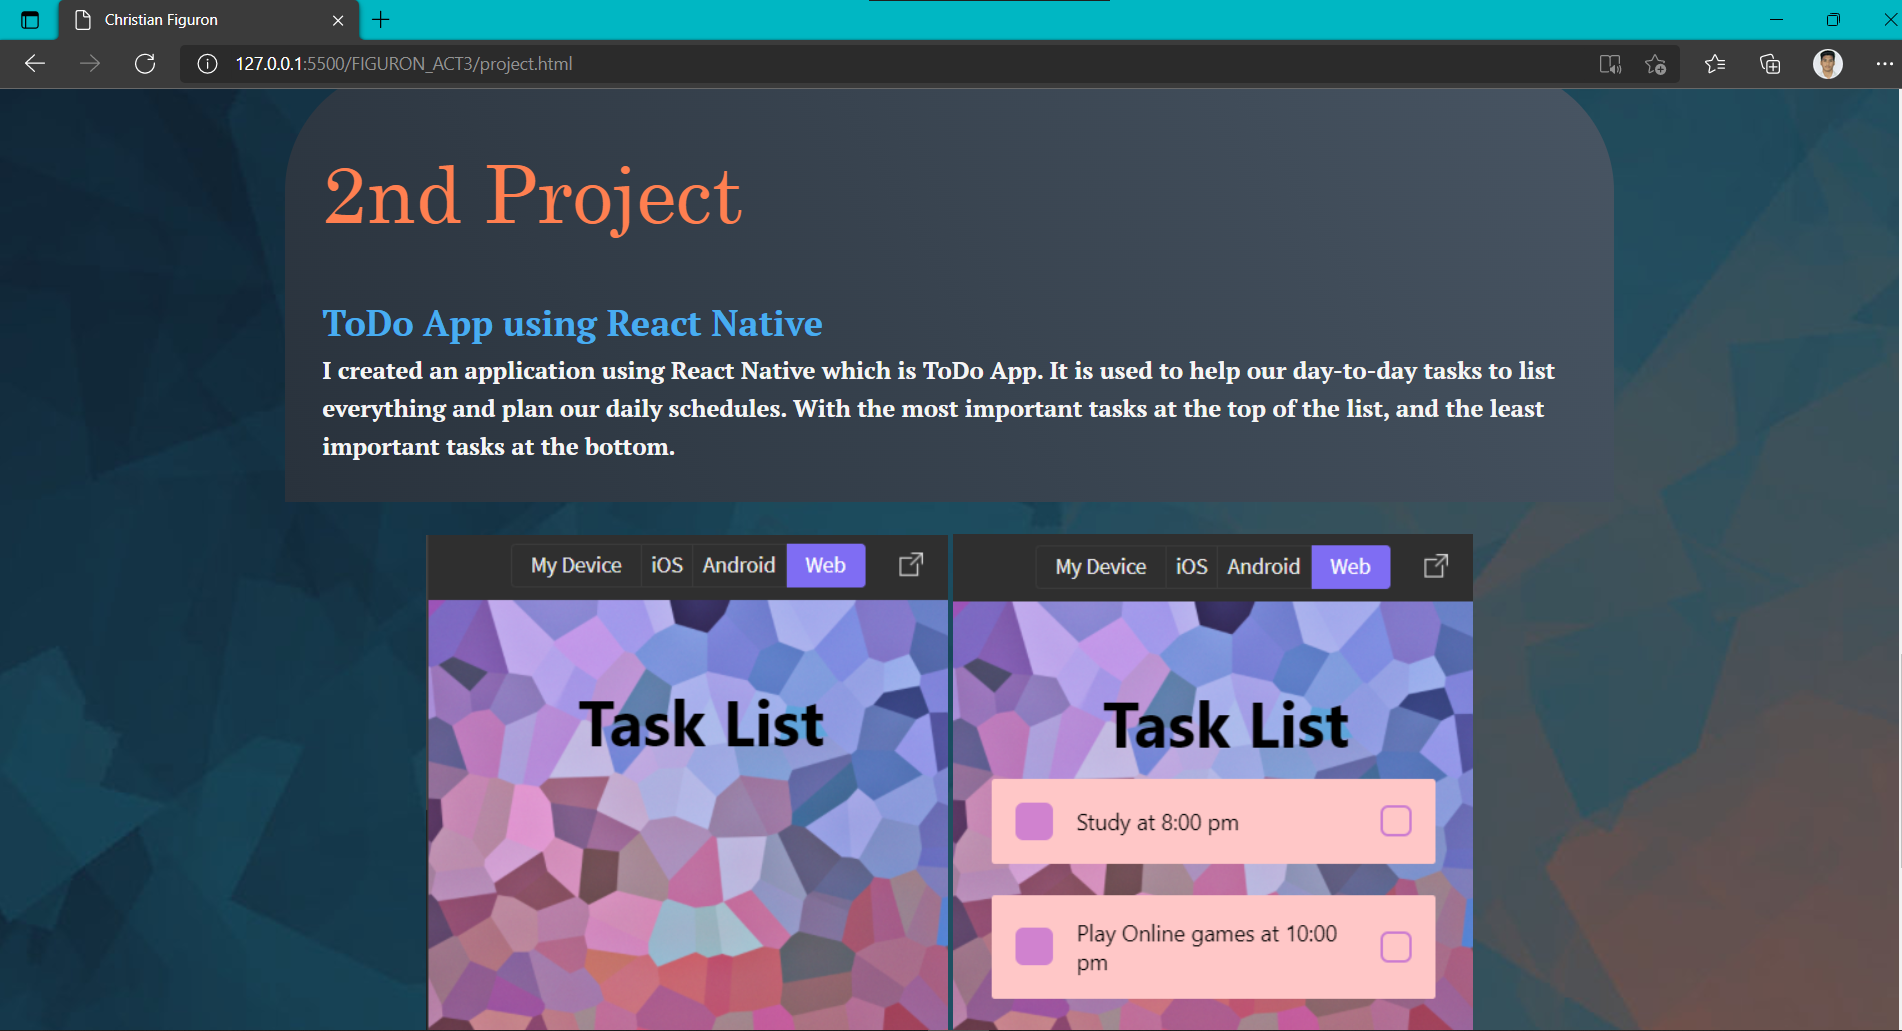 Christian Figuron
127.0.0.1:5500/FIGURON_ACT3/project.html
2nd Project
ToDo App using React Native
I created an application using React Native which is ToDo App. It is used to help our day-to-day tasks to list
everything and plan our daily schedules. With the most important tasks at the top of the list, and the least
important tasks at the bottom.
My Device iOS Android Web
Task List
My Device iOS Android Web
Task List
Study at 8:00 pm
Play Online games at 10:00
pm